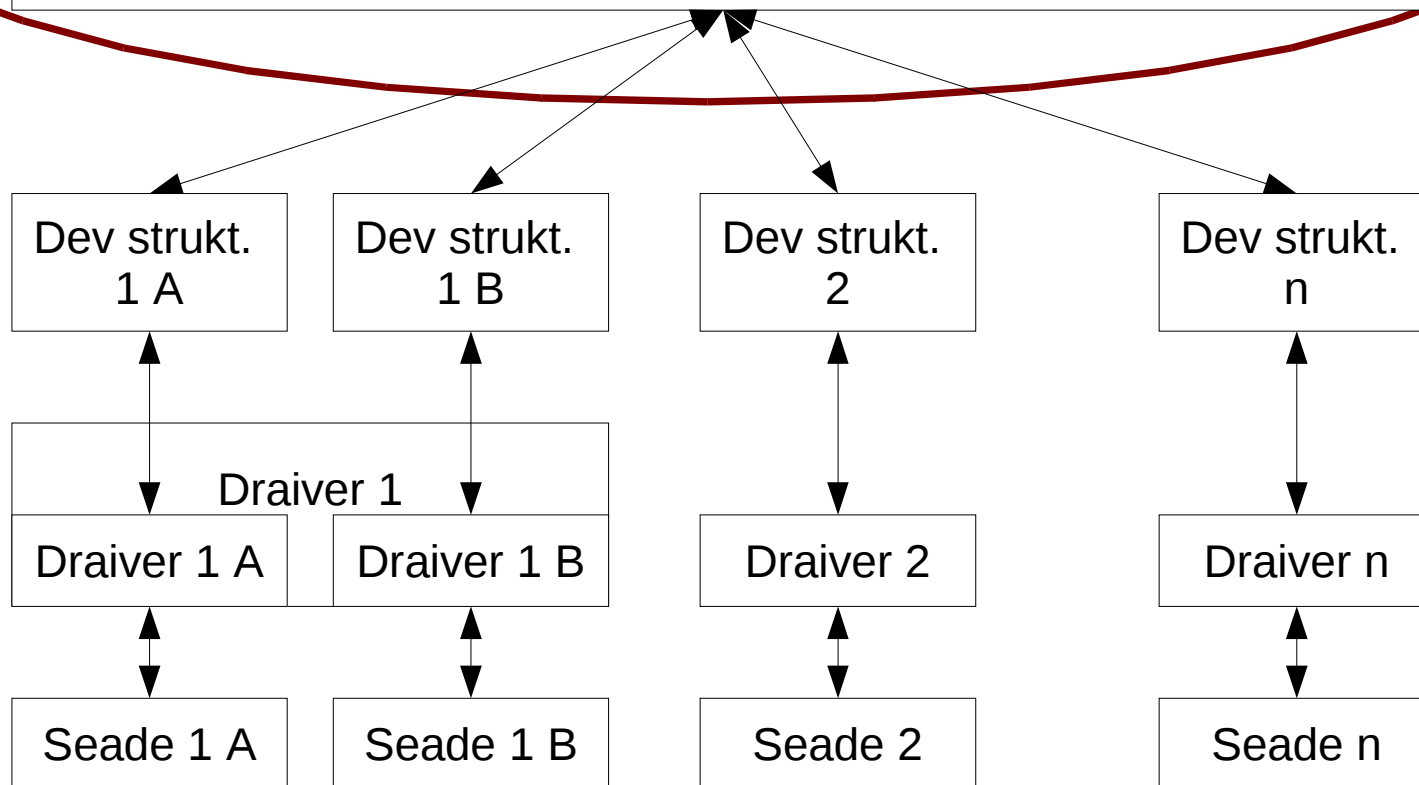 Dev strukt.
1 A
Dev strukt.
1 B
Dev strukt.
2
Dev strukt.
n
Draiver 1
Draiver 1 A
Draiver 1 B
Draiver 2
Draiver n
Seade 1 A
Seade 1 B
Seade 2
Seade n